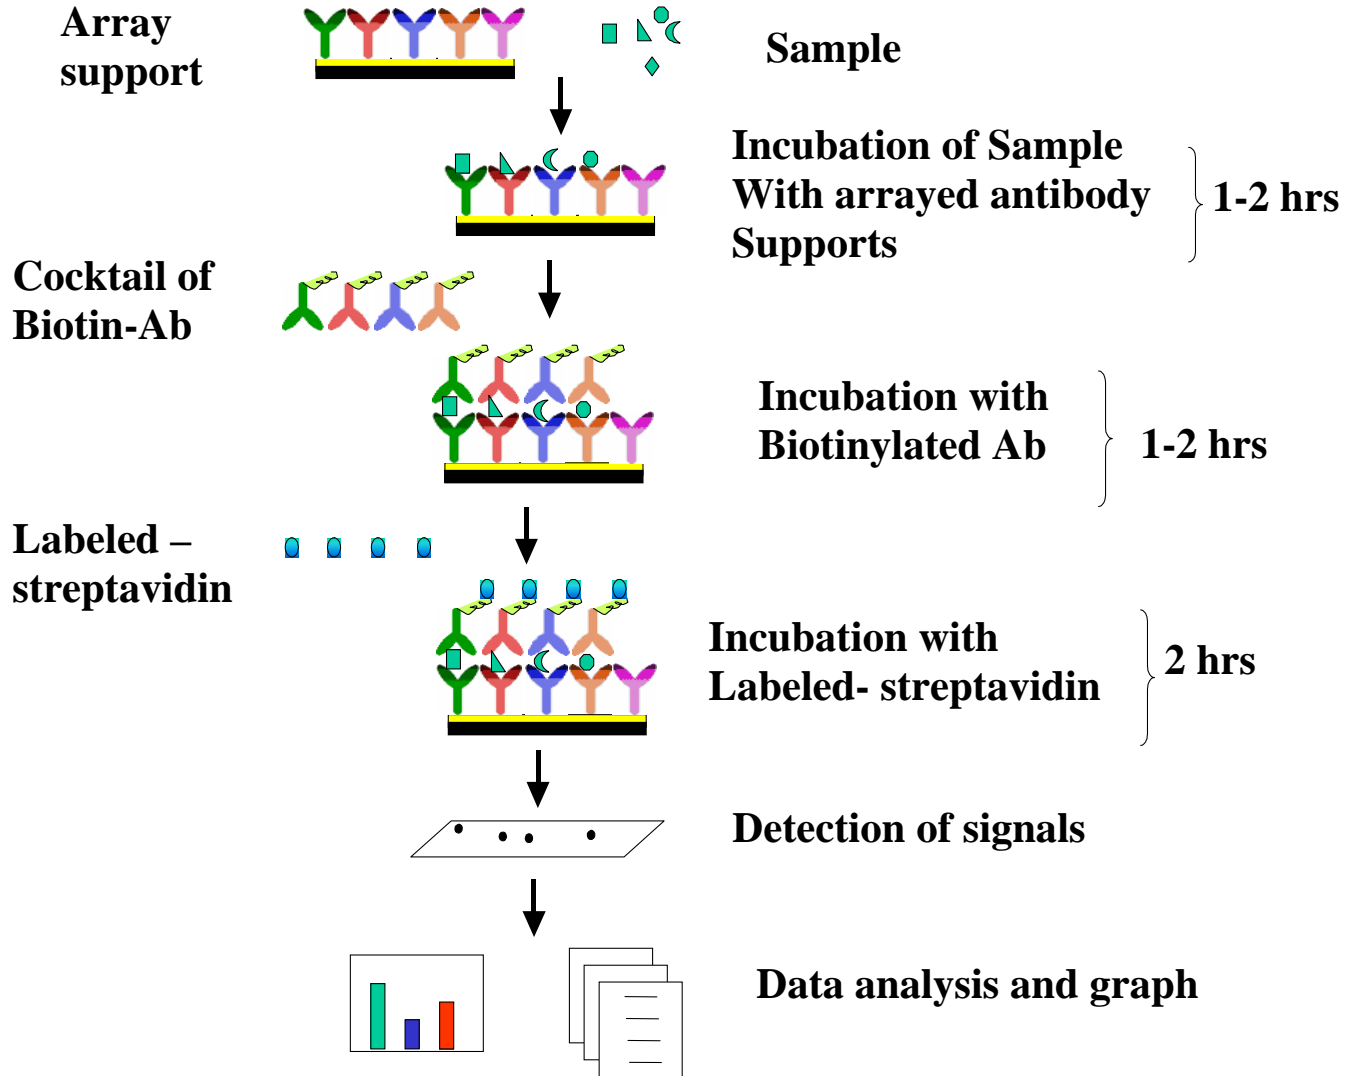 Array
support
Sample
Incubation of Sample
With arrayed antibody
Supports
1-2 hrs
Cocktail of
Biotin-Ab
Incubation with
Biotinylated Ab
1-2 hrs
Labeled –
streptavidin
Incubation with
Labeled- streptavidin
2 hrs
Detection of signals
Data analysis and graph